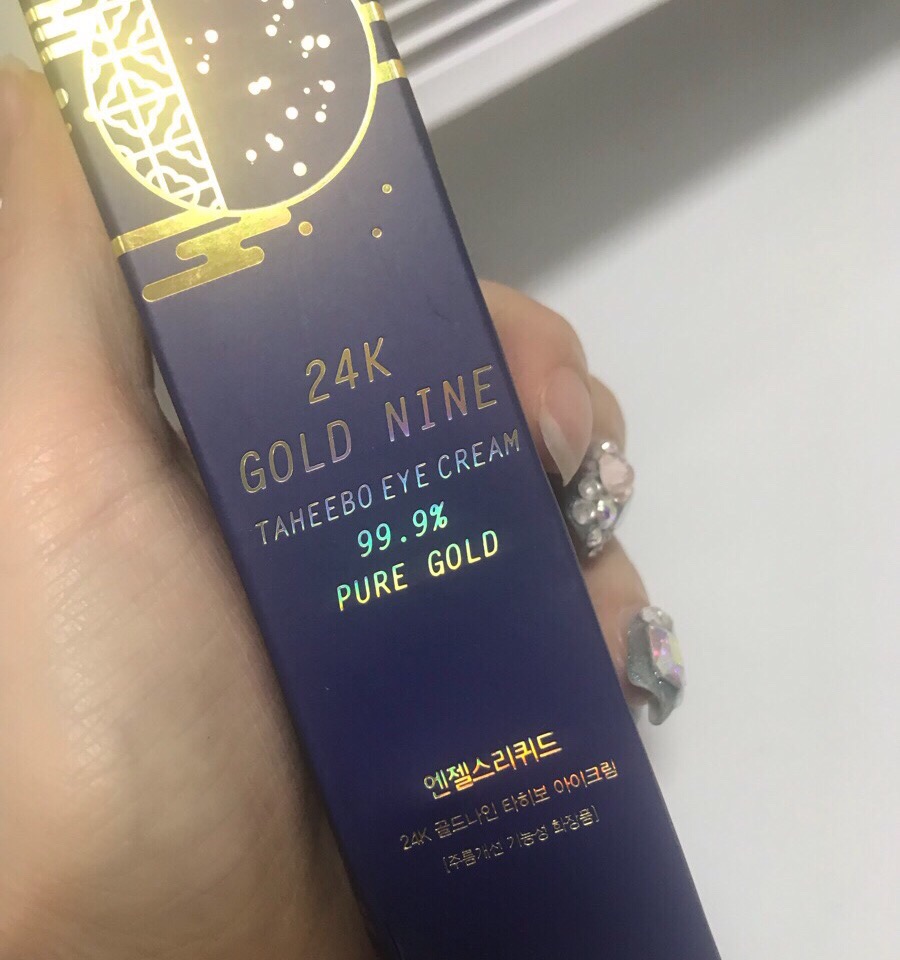 24K
GOLD NINE
TAHEEBO EYE CREAM
99.9%
PURE GOLD
엔젤스리퀴드
24K 골드나인 타히보 아이크림
[주름개선 기능성 화장품]